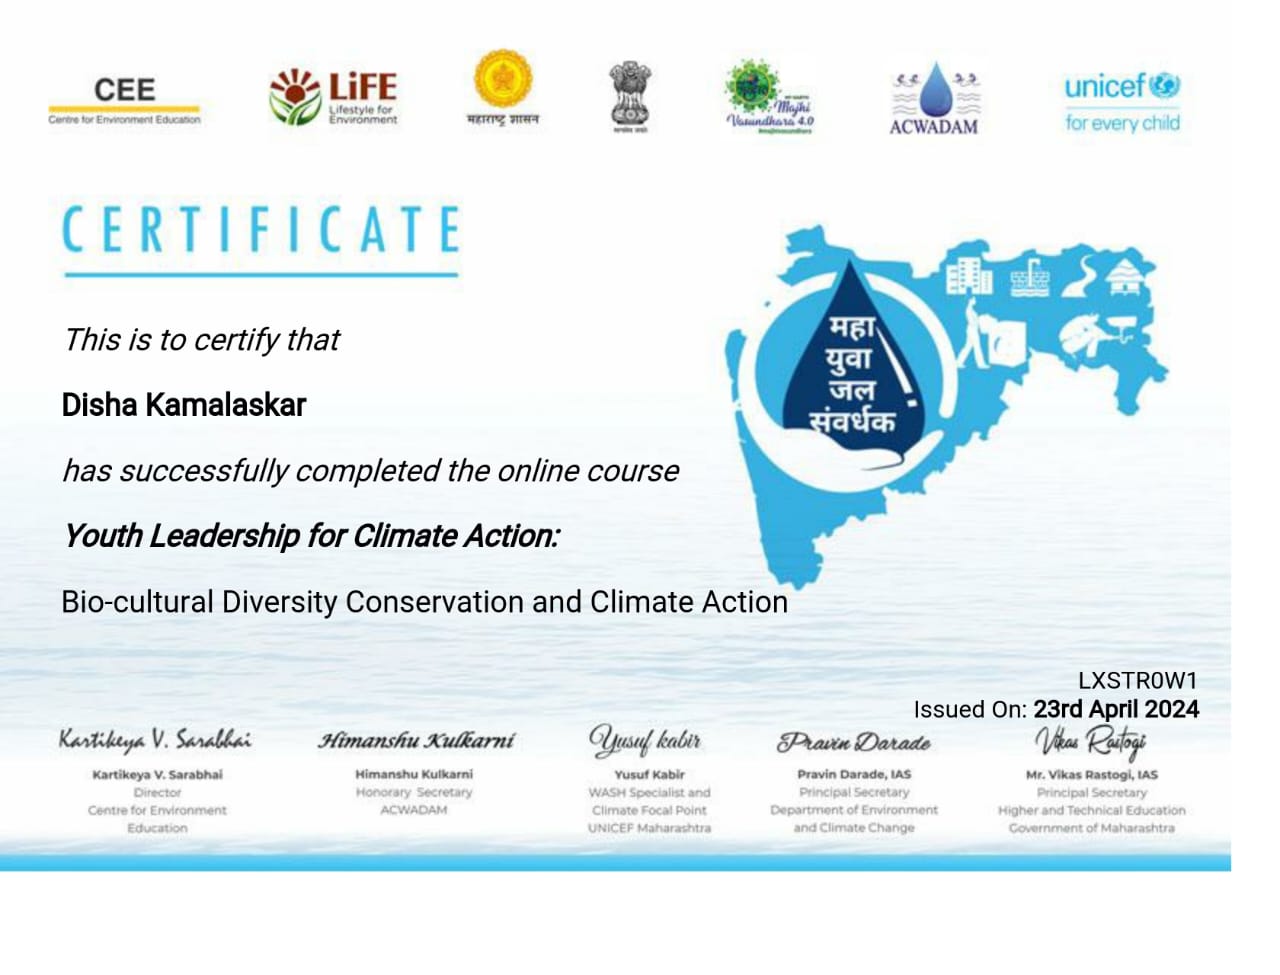 CEE
Centre for Environment Education
LiFE
Lifestyle for
Environment
महाराष्ट्र शासन
सत्यमेव जयते
MY EARTH
Majhi
Vasundhara 4.0
#majhivasundhara
ACWADAM
unicef
for every child
CERTIFICATE
This is to certify that
Disha Kamalaskar
has successfully completed the online course
Youth Leadership for Climate Action:
Bio-cultural Diversity Conservation and Climate Action
महा
युवा
जल
संवर्धक
LXSTR0W1
Issued On: 23rd April 2024
Kartikeya V. Sarabhai
Himanshu Kulkarni
Yusuf kabir
Pravin Darade
Vikas Rastogi
Kartikeya V. Sarabhai
Director
Centre for Environment
Education
Himanshu Kulkarni
Honorary Secretary
ACWADAM
Yusuf Kabir
WASH Specialist and
Climate Focal Point
UNICEF Maharashtra
Pravin Darade, IAS
Principal Secretary
Department of Environment
and Climate Change
Mr. Vikas Rastogi, IAS
Principal Secretary
Higher and Technical Education
Government of Maharashtra